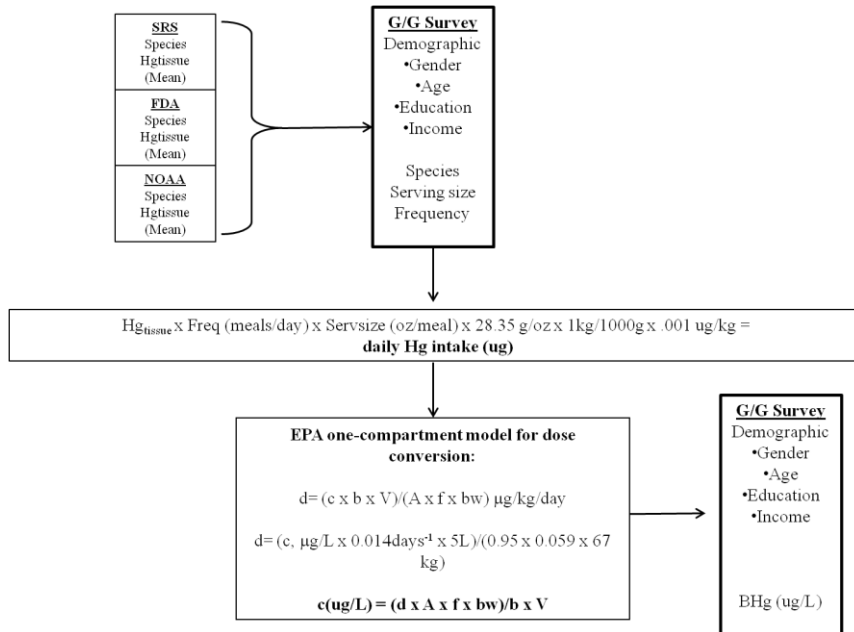 SRS
Species
Hgtissue
(Mean)
FDA
Species
Hgtissue
(Mean)
NOAA
Species
Hgtissue
(Mean)
G/G Survey
Demographic
•Gender
•Age
•Education
•Income
Species
Serving size
Frequency
Hgtissue x Freq (meals/day) x Servsize (oz/meal) x 28.35 g/oz x 1kg/1000g x .001 ug/kg =
daily Hg intake (ug)
EPA one-compartment model for dose
conversion:
d= (c x b x V)/(A x f x bw) μg/kg/day
d= (c, μg/L x 0.014days⁻¹ x 5L)/(0.95 x 0.059 x 67
kg)
c(ug/L) = (d x A x f x bw)/b x V
G/G Survey
Demographic
•Gender
•Age
•Education
•Income
BHg (ug/L)